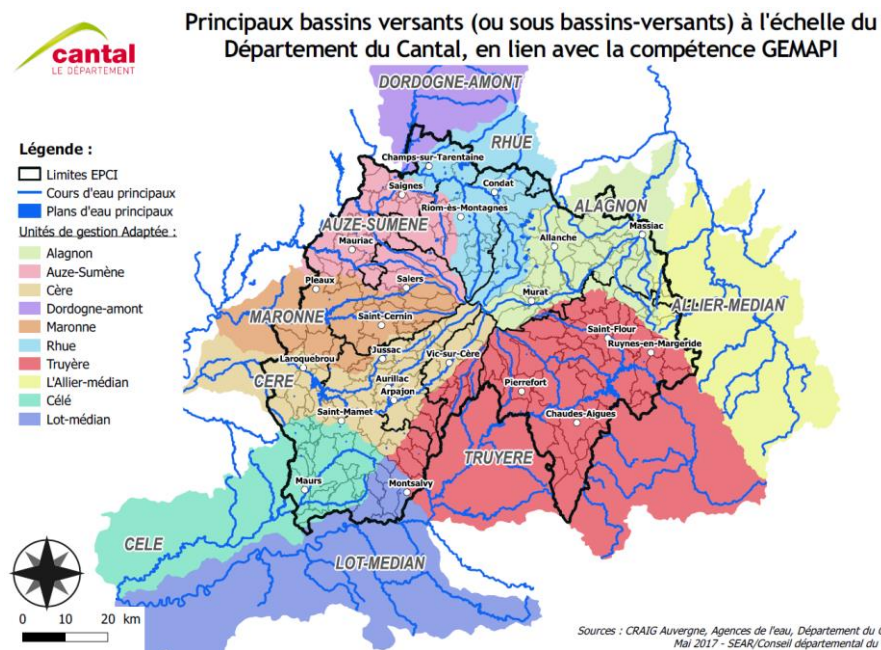 Principaux bassins versants (ou sous bassins-versants) à l'échelle du
Département du Cantal, en lien avec la compétence GEMAPI
cantal
LE DÉPARTEMENT
Légende :
Limites EPCI
Cours d'eau principaux
Plans d'eau principaux
Unités de gestion Adaptée :
Alagnon
Auze-Sumène
Cère
Dordogne-amont
Maronne
Rhue
Truyère
L'Allier-médian
Célé
Lot-médian
DORDOGNE-AMONT
RHUE
Champs-sur-Tarentaine
Saignes
Condat
Riom-ès-Montagnes
ALAGNON
AUZE-SUMENE
Massiac
Mauriac
Allanche
Pleaux
Salers
Murat
ALLIER-MEDIAN
MARONNE
Saint-Cernin
Saint-Flour
Ruynes-en-Margeride
Jussac
Vic-sur-Cère
Laroquebrou
CERE
Aurillac
Arpajon
Pierrefort
Saint-Mamet
Chaudes-Aigues
TRUYERE
Maurs
Montsalvy
CELE
LOT-MEDIAN
0 10 20 km
Sources : CRAIG Auvergne, Agences de l'eau, Département du
Mai 2017 - SEAR/Conseil départemental du